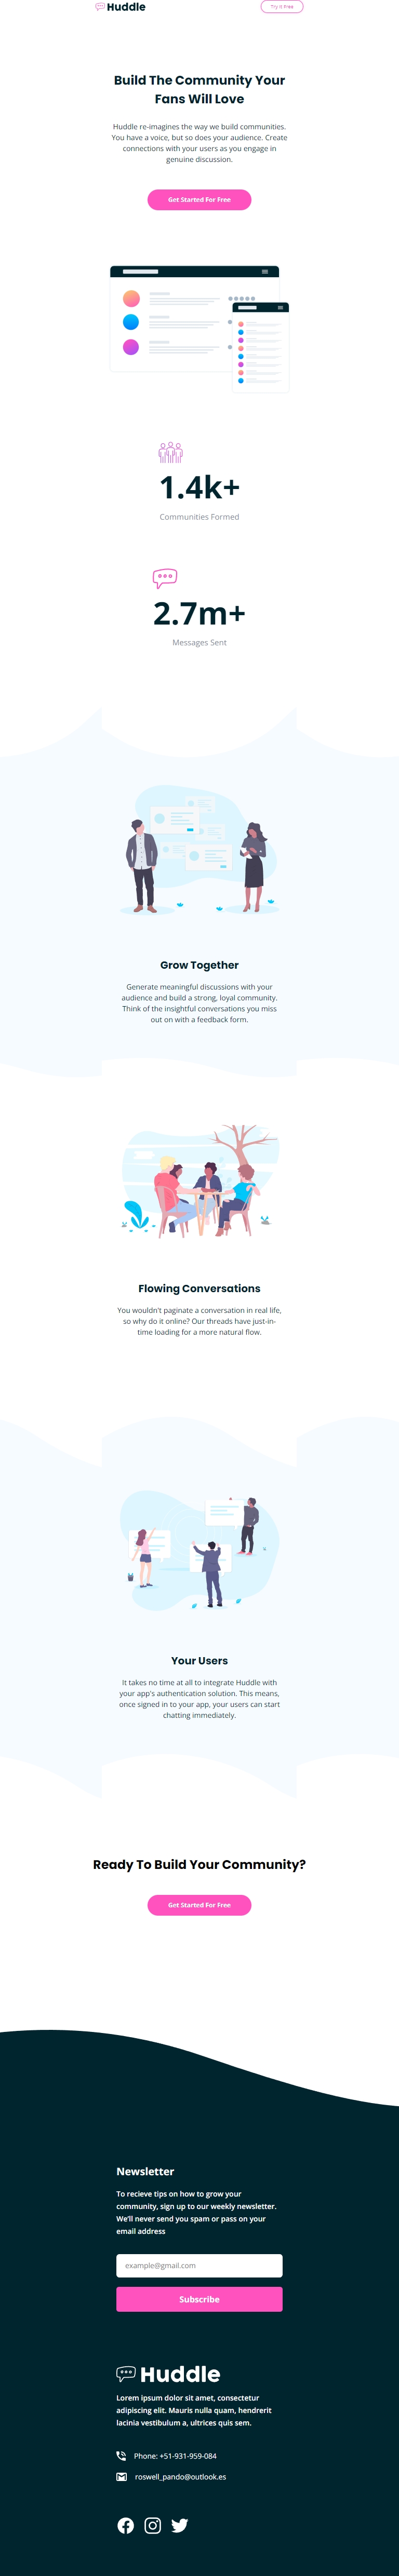 Huddle
Try It Free
Build The Community Your
Fans Will Love
Huddle re-imagines the way we build communities.
You have a voice, but so does your audience. Create
connections with your users as you engage in
genuine discussion.
Get Started For Free
1.4k+
Communities Formed
2.7m+
Messages Sent
Grow Together
Generate meaningful discussions with your
audience and build a strong, loyal community.
Think of the insightful conversations you miss
out on with a feedback form.
Flowing Conversations
You wouldn't paginate a conversation in real life,
so why do it online? Our threads have just-in-
time loading for a more natural flow.
Your Users
It takes no time at all to integrate Huddle with
your app's authentication solution. This means,
once signed in to your app, your users can start
chatting immediately.
Ready To Build Your Community?
Get Started For Free
Newsletter
To recieve tips on how to grow your
community, sign up to our weekly newsletter.
We'll never send you spam or pass on your
email address
example@gmail.com
Subscribe
Huddle
Lorem ipsum dolor sit amet, consectetur
adipiscing elit. Mauris nulla quam, hendrerit
lacinia vestibulum a, ultrices quis sem.
Phone: +51-931-959-084
roswell_pando@outlook.es